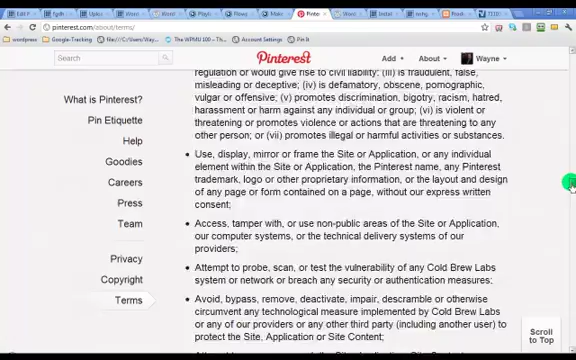 pinterest.com/about/terms/
Search
Pinterest
Add
About
Wayne
regulation or would give rise to civil liability; (iii) is fraudulent, false,
misleading or deceptive; (iv) is defamatory, obscene, pornographic,
vulgar or offensive; (v) promotes discrimination, bigotry, racism, hatred,
harassment or harm against any individual or group; (vi) is violent or
threatening or promotes violence or actions that are threatening to any
other person; or (vii) promotes illegal or harmful activities or substances.
Use, display, mirror or frame the Site or Application, or any individual
element within the Site or Application, the Pinterest name, any Pinterest
trademark, logo or other proprietary information, or the layout and design
of any page or form contained on a page, without our express written
consent;
Access, tamper with, or use non-public areas of the Site or Application,
our computer systems, or the technical delivery systems of our
providers;
Attempt to probe, scan, or test the vulnerability of any Cold Brew Labs
system or network or breach any security or authentication measures;
Avoid, bypass, remove, deactivate, impair, descramble or otherwise
circumvent any technological measure implemented by Cold Brew Labs
or any of our providers or any other third party (including another user) to
protect the Site, Application or Site Content;
What is Pinterest?
Pin Etiquette
Help
Goodies
Careers
Press
Team
Privacy
Copyright
Terms
Scroll
to Top